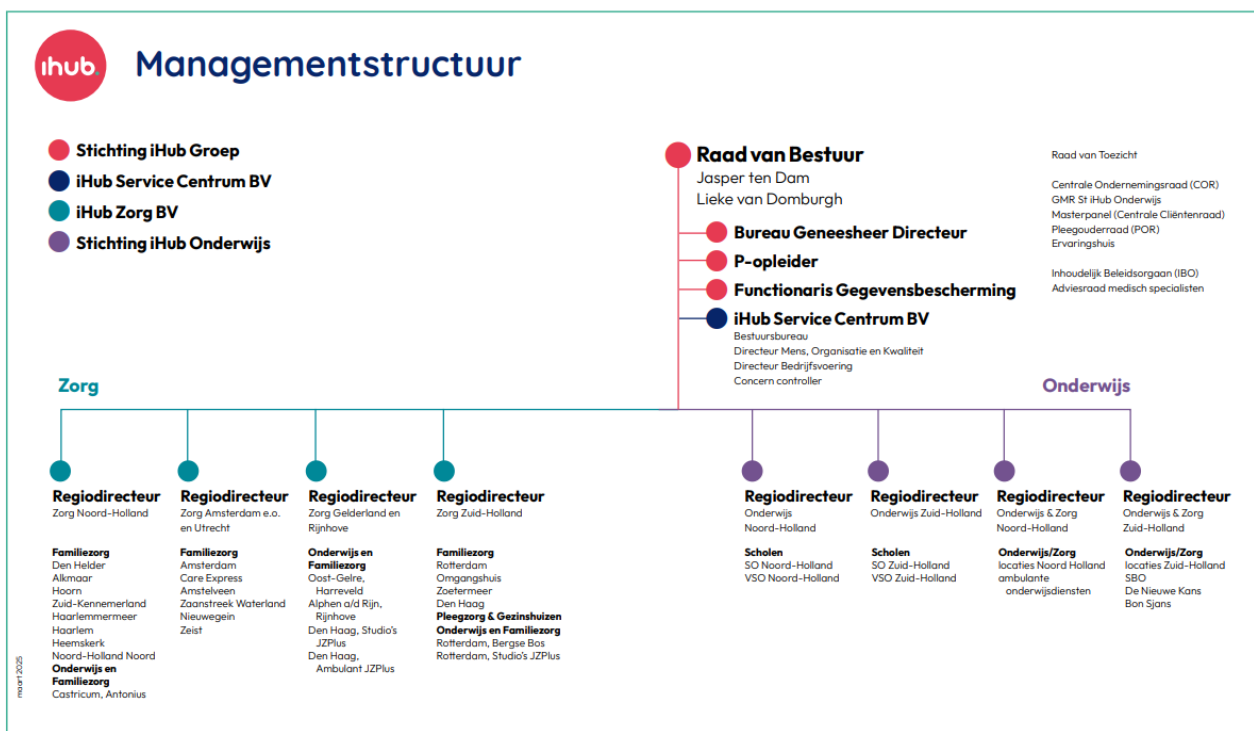 ihub.
Managementstructuur
Stichting iHub Groep
iHub Service Centrum BV
iHub Zorg BV
Stichting iHub Onderwijs
Raad van Bestuur
Jasper ten Dam
Lieke van Domburgh
Bureau Geneesheer Directeur
P-opleider
Functionaris Gegevensbescherming
iHub Service Centrum BV
Bestuursbureau
Directeur Mens, Organisatie en Kwaliteit
Directeur Bedrijfsvoering
Concern controller
Raad van Toezicht
Centrale Ondernemingsraad (COR)
GMR St iHub Onderwijs
Masterpanel (Centrale Cliëntenraad)
Pleegouderraad (POR)
Ervaringshuis
Inhoudelijk Beleidsorgaan (IBO)
Adviesraad medisch specialisten
Zorg
Onderwijs
Regiodirecteur
Zorg Noord-Holland
Familiezorg
Den Helder
Alkmaar
Hoorn
Zuid-Kennemerland
Haarlemmermeer
Haarlem
Heemskerk
Noord-Holland Noord
Onderwijs en
Familiezorg
Castricum, Antonius
Regiodirecteur
Zorg Amsterdam e.o.
en Utrecht
Familiezorg
Amsterdam
Care Express
Amstelveen
Zaanstreek Waterland
Nieuwegein
Zeist
Regiodirecteur
Zorg Gelderland en
Rijnhove
Onderwijs en
Familiezorg
Oost-Gelre,
Harreveld
Alphen a/d Rijn,
Rijnhove
Den Haag, Studio's
JZPlus
Den Haag,
Ambulant JZPlus
Regiodirecteur
Zorg Zuid-Holland
Familiezorg
Rotterdam
Omgangshuis
Zoetermeer
Den Haag
Pleegzorg & Gezinshuizen
Onderwijs en Familiezorg
Rotterdam, Bergse Bos
Rotterdam, Studio's JZPlus
Regiodirecteur
Onderwijs
Noord-Holland
Scholen
SO Noord-Holland
VSO Noord-Holland
Regiodirecteur
Onderwijs Zuid-Holland
Scholen
SO Zuid-Holland
VSO Zuid-Holland
Regiodirecteur
Onderwijs & Zorg
Noord-Holland
Onderwijs/Zorg
locaties Noord Holland
ambulante
onderwijsdiensten
Regiodirecteur
Onderwijs & Zorg
Zuid-Holland
Onderwijs/Zorg
locaties Zuid-Holland
SBO
De Nieuwe Kans
Bon Sjans
maart 2025